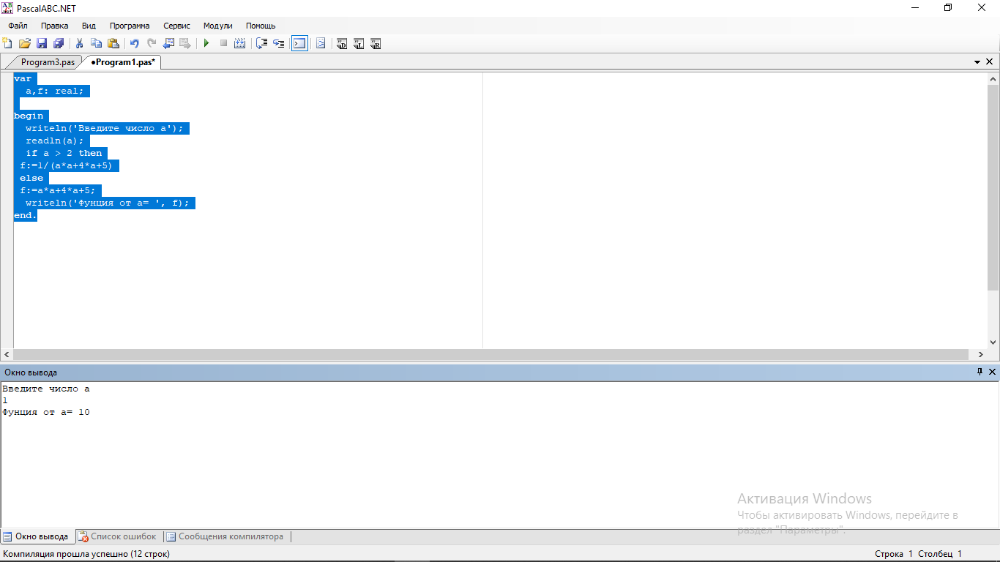 PascalABC.NET
Файл Правка Вид Программа Сервис Модули Помощь
Program3.pas •Program1.pas*
var
a,f: real;
begin
writeln('Введите число a');
readln(a);
if a > 2 then
f:=1/(a*a+4*a+5)
else
f:=a*a+4*a+5;
writeln('Фунция от a= ', f);
end.
Окно вывода
Введите число a
1
Фунция от a= 10
Активация Windows
Чтобы активировать Windows, перейдите в
раздел "Параметры".
Окно вывода Список ошибок Сообщения компилятора
Компиляция прошла успешно (12 строк) Строка 1 Столбец 1